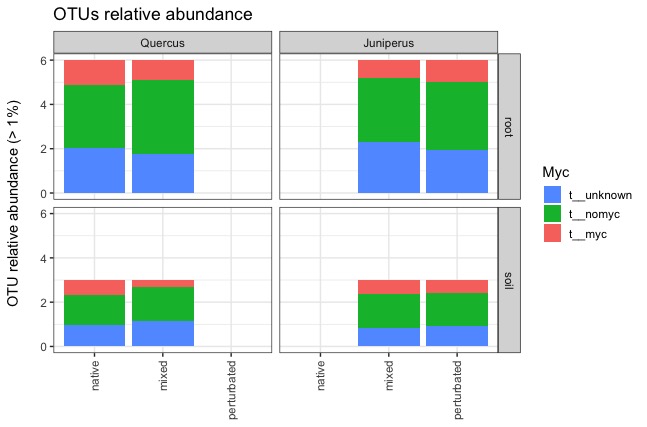 OTUs relative abundance
Quercus
Juniperus
OTU relative abundance (> 1%)
6
4
2
0
root
6
4
2
0
soil
native
mixed
perturbated
native
mixed
perturbated
Myc
t__unknown
t__nomyc
t__myc